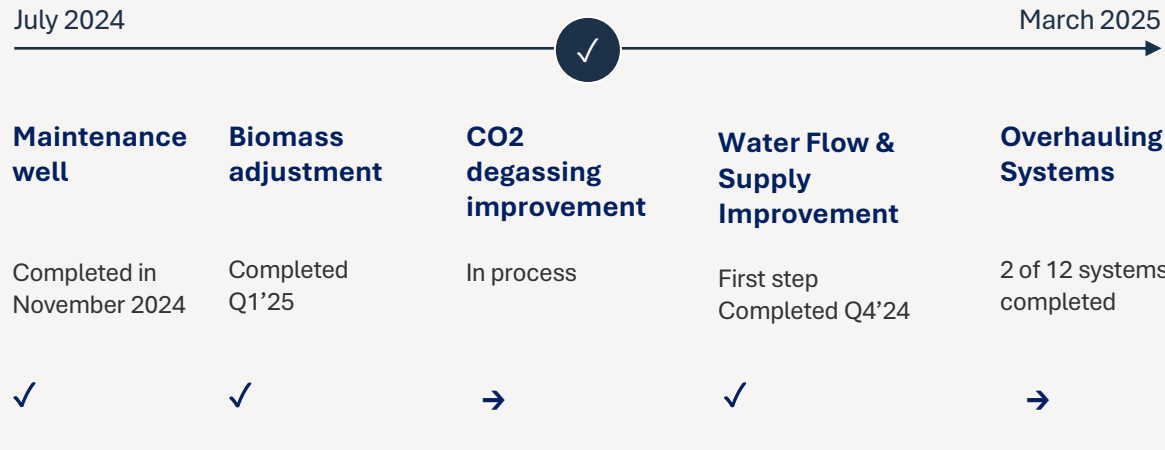 July 2024
March 2025
✓
Maintenance
well
Completed in
November 2024
✓
Biomass
adjustment
Completed
Q1’25
✓
CO2
degassing
improvement
In process
→
Water Flow &
Supply
Improvement
First step
Completed Q4’24
✓
Overhauling
Systems
2 of 12 systems
completed
→